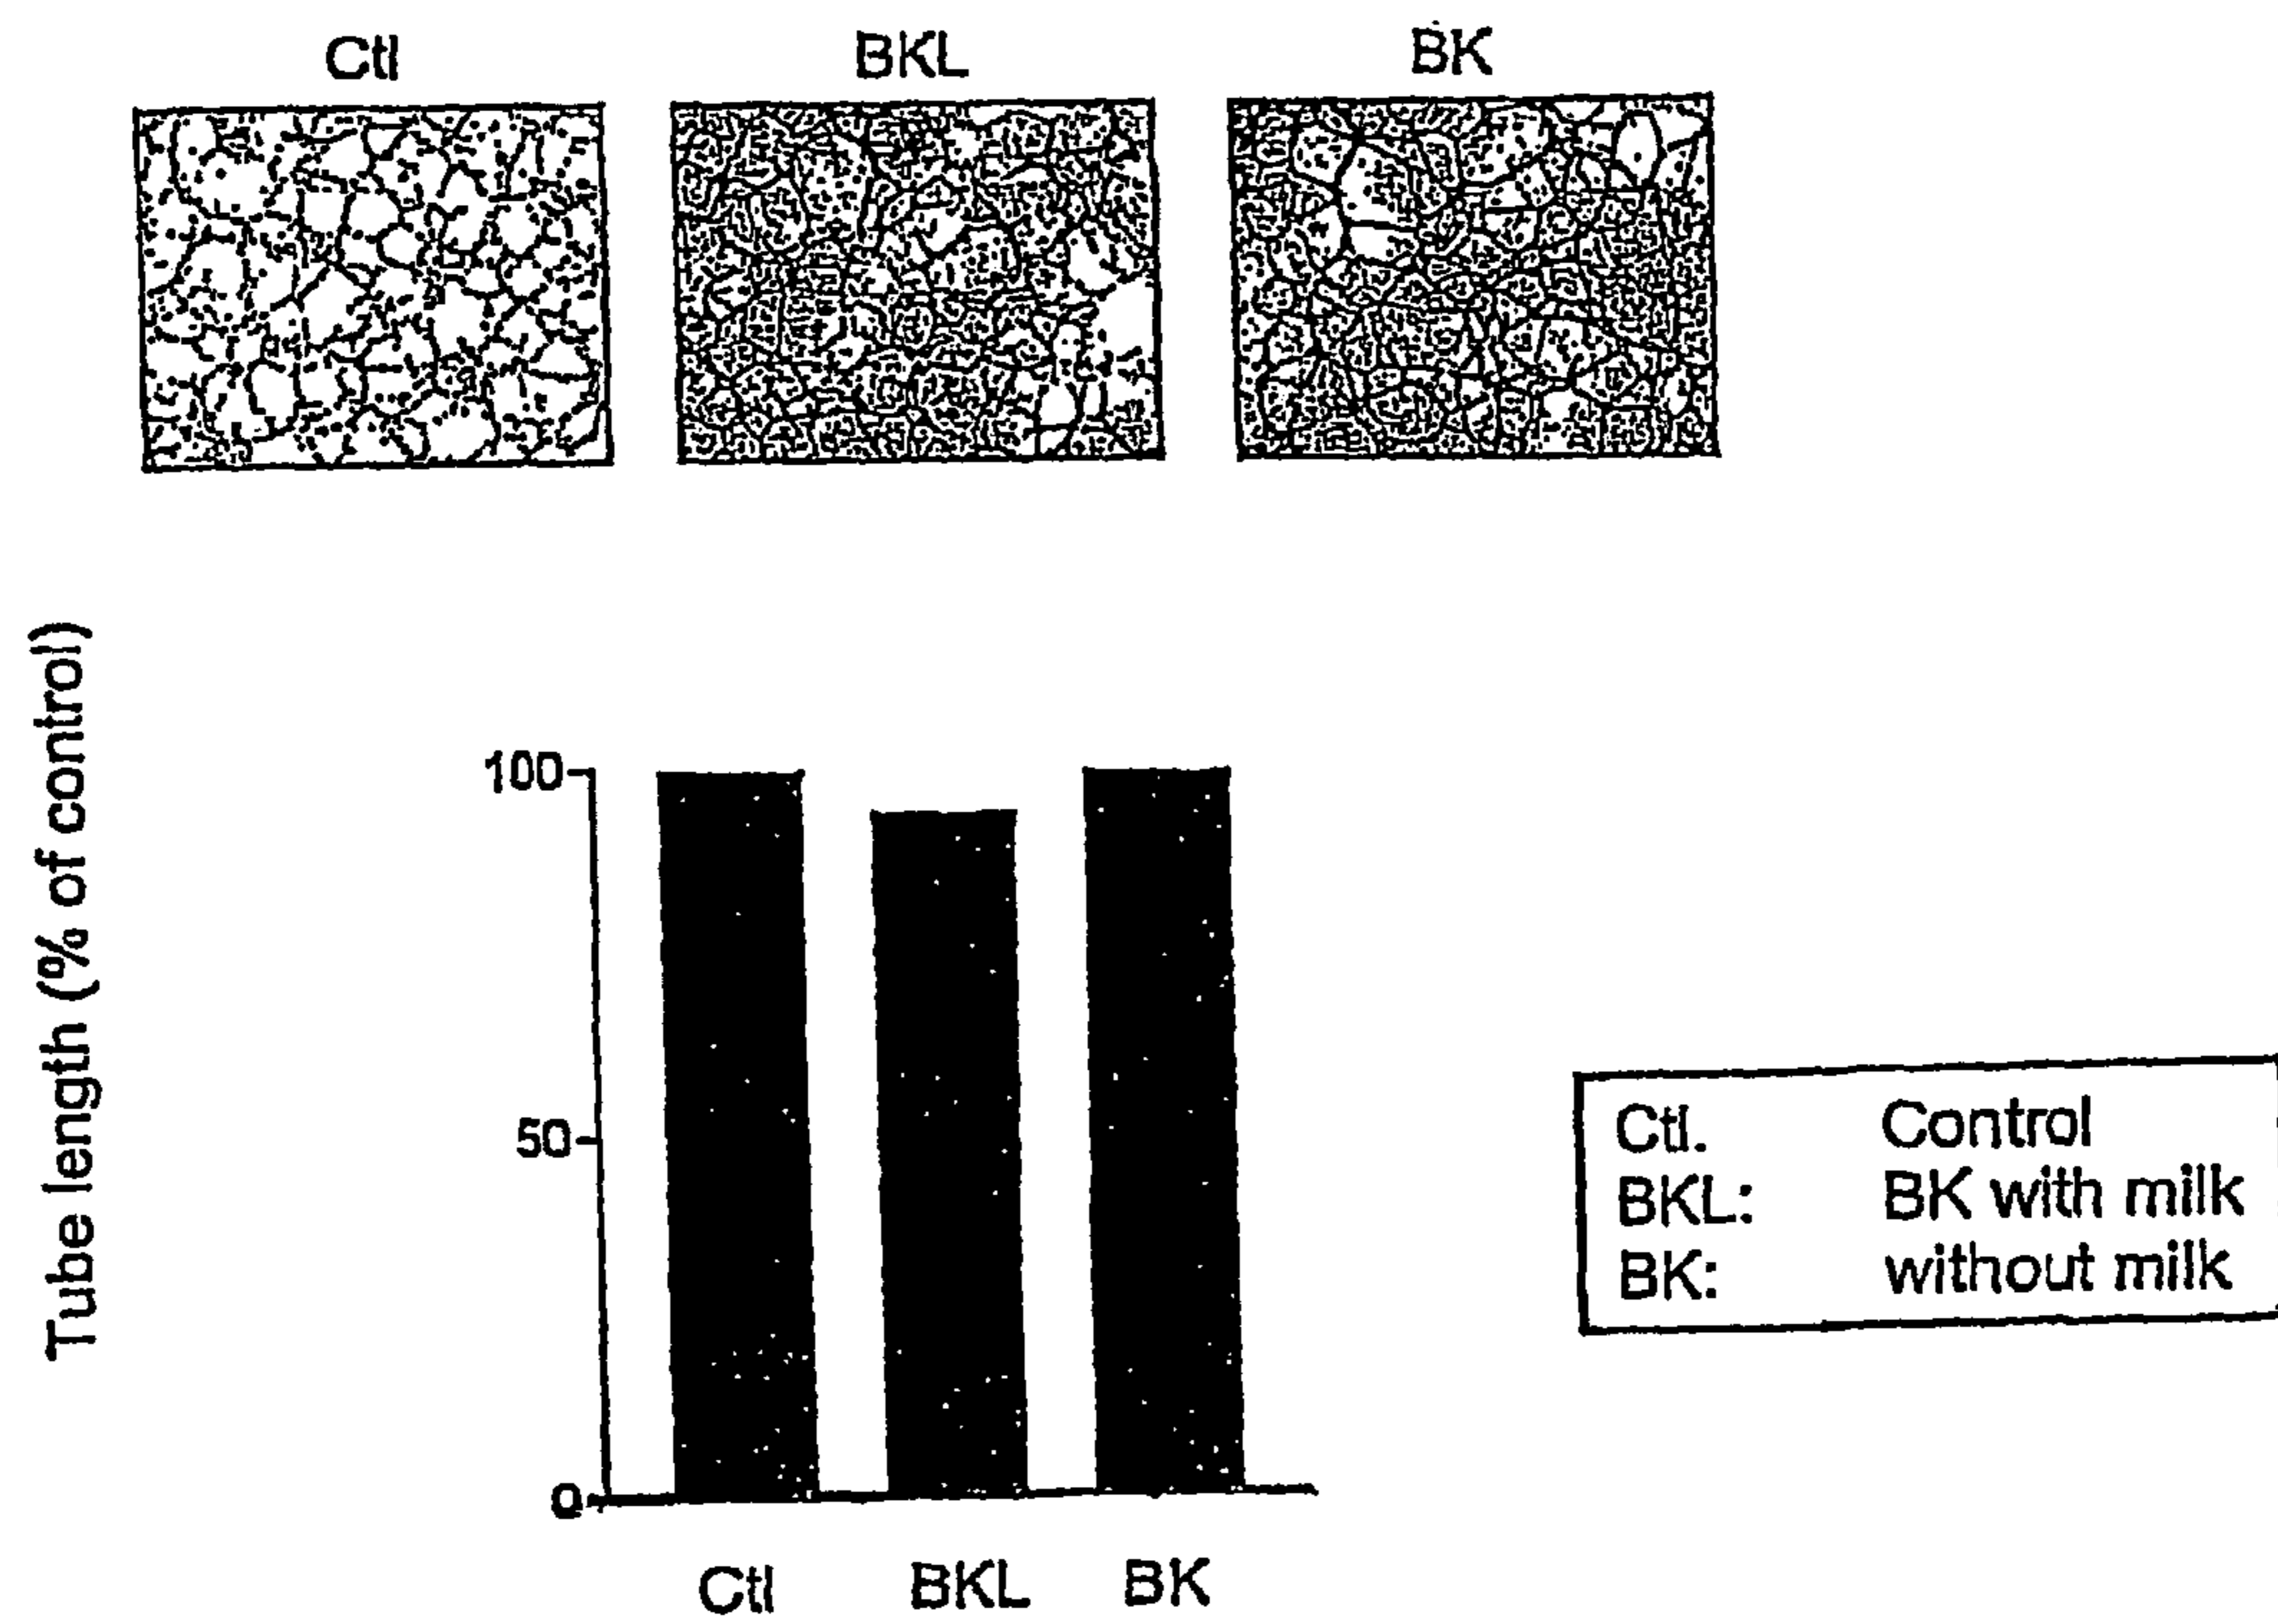 Ctl
BKL
BK
Tube length (% of control)
100
50
0
Ctl
BKL
BK
Ctl. Control
BKL: BK with milk
BK: without milk